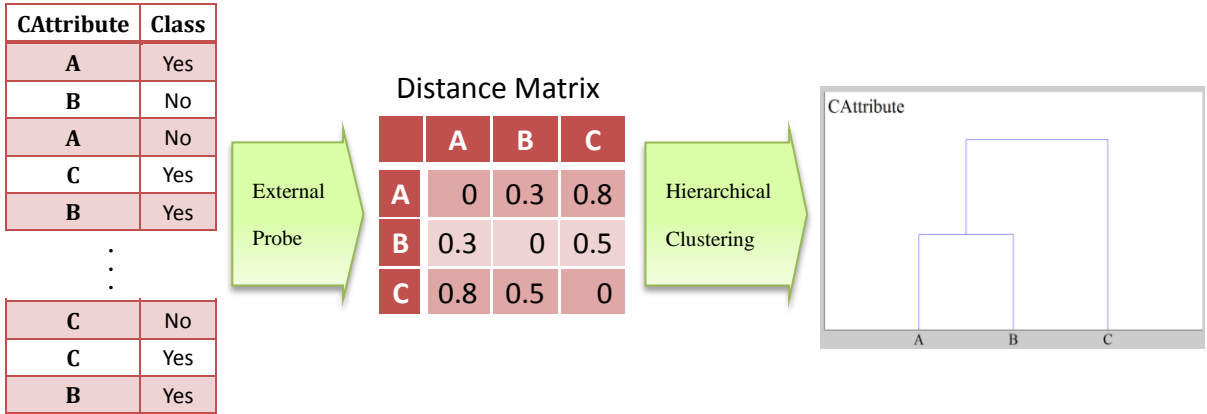 CAttribute Class
A Yes
B No
A No
C Yes
B Yes
.
.
.
C No
C Yes
B Yes
External
Probe
Distance Matrix
A B C
A 0 0.3 0.8
B 0.3 0 0.5
C 0.8 0.5 0
Hierarchical
Clustering
CAttribute
A B C